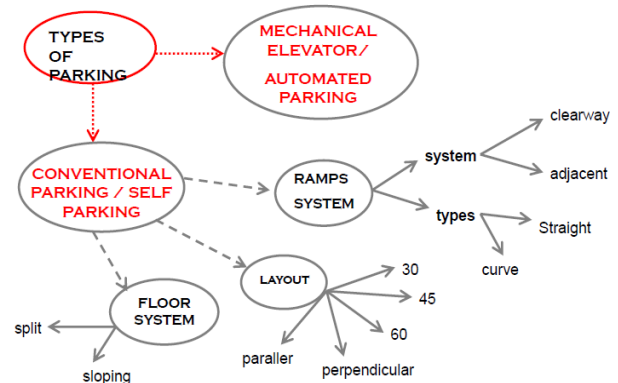 TYPES
OF
PARKING
MECHANICAL
ELEVATOR/
AUTOMATED
PARKING
CONVENTIONAL
PARKING / SELF
PARKING
RAMPS
SYSTEM
system
clearway
adjacent
types
Straight
curve
LAYOUT
30
45
60
perpendicular
paraller
FLOOR
SYSTEM
split
sloping